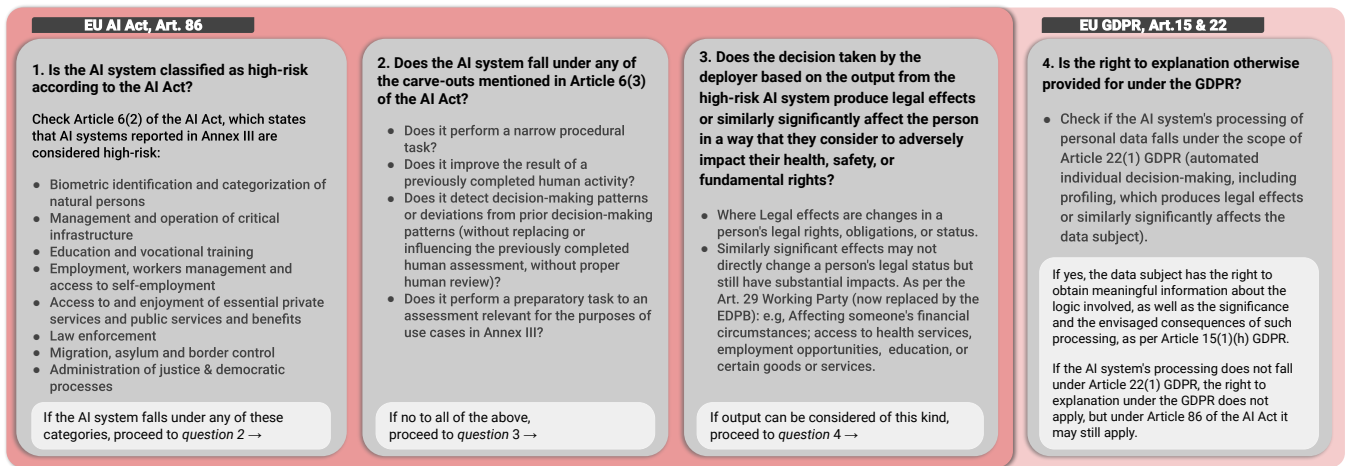 EU AI Act, Art. 86
1. Is the AI system classified as high-risk
according to the AI Act?
Check Article 6(2) of the AI Act, which states
that AI systems reported in Annex III are
considered high-risk:
● Biometric identification and categorization of
natural persons
● Management and operation of critical
infrastructure
● Education and vocational training
● Employment, workers management and
access to self-employment
● Access to and enjoyment of essential private
services and public services and benefits
● Law enforcement
● Migration, asylum and border control
● Administration of justice & democratic
processes
If the AI system falls under any of these
categories, proceed to question 2 →
2. Does the AI system fall under any of
the carve-outs mentioned in Article 6(3)
of the AI Act?
● Does it perform a narrow procedural
task?
● Does it improve the result of a
previously completed human activity?
● Does it detect decision-making patterns
or deviations from prior decision-making
patterns (without replacing or
influencing the previously completed
human assessment, without proper
human review)?
● Does it perform a preparatory task to an
assessment relevant for the purposes of
use cases in Annex III?
If no to all of the above,
proceed to question 3 →
3. Does the decision taken by the
deployer based on the output from the
high-risk AI system produce legal effects
or similarly significantly affect the person
in a way that they consider to adversely
impact their health, safety, or
fundamental rights?
● Where Legal effects are changes in a
person's legal rights, obligations, or status.
● Similarly significant effects may not
directly change a person's legal status but
still have substantial impacts. As per the
Art. 29 Working Party (now replaced by the
EDPB): e.g, Affecting someone's financial
circumstances; access to health services,
employment opportunities, education, or
certain goods or services.
If output can be considered of this kind,
proceed to question 4 →
EU GDPR, Art.15 & 22
4. Is the right to explanation otherwise
provided for under the GDPR?
● Check if the AI system's processing of
personal data falls under the scope of
Article 22(1) GDPR (automated
individual decision-making, including
profiling, which produces legal effects
or similarly significantly affects the
data subject).
If yes, the data subject has the right to
obtain meaningful information about the
logic involved, as well as the significance
and the envisaged consequences of such
processing, as per Article 15(1)(h) GDPR.
If the AI system's processing does not fall
under Article 22(1) GDPR, the right to
explanation under the GDPR does not
apply, but under Article 86 of the AI Act it
may still apply.